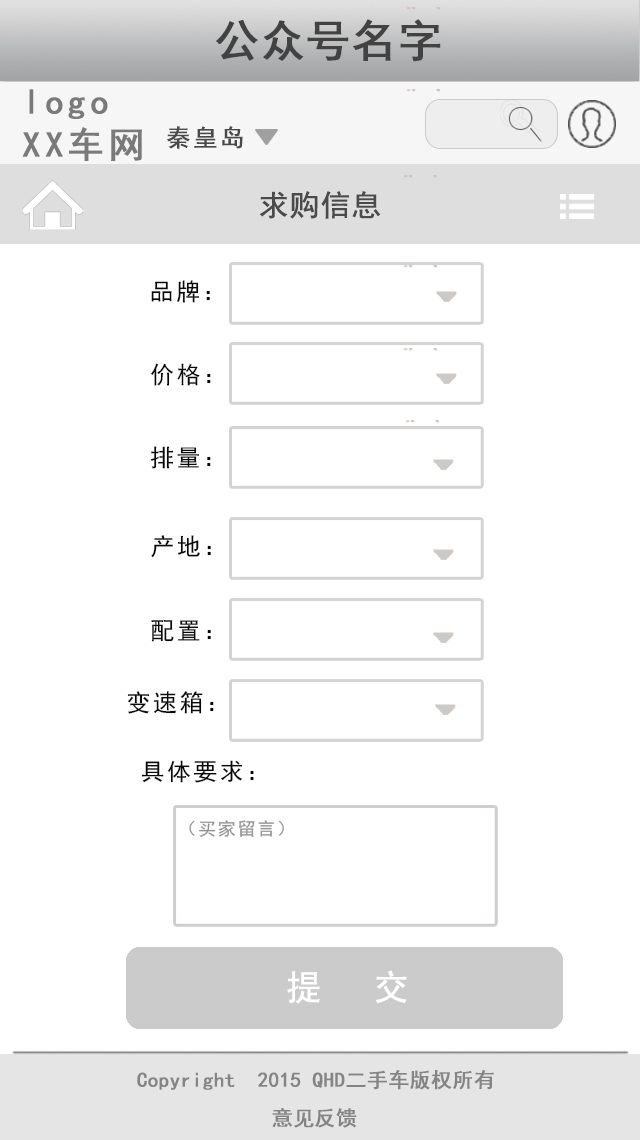 公众号名字
logo
XX车网 秦皇岛
求购信息
品牌：
价格：
排量：
产地：
配置：
变速箱：
具体要求：
（买家留言）
提 交
Copyright 2015 QHD二手车版权所有
意见反馈